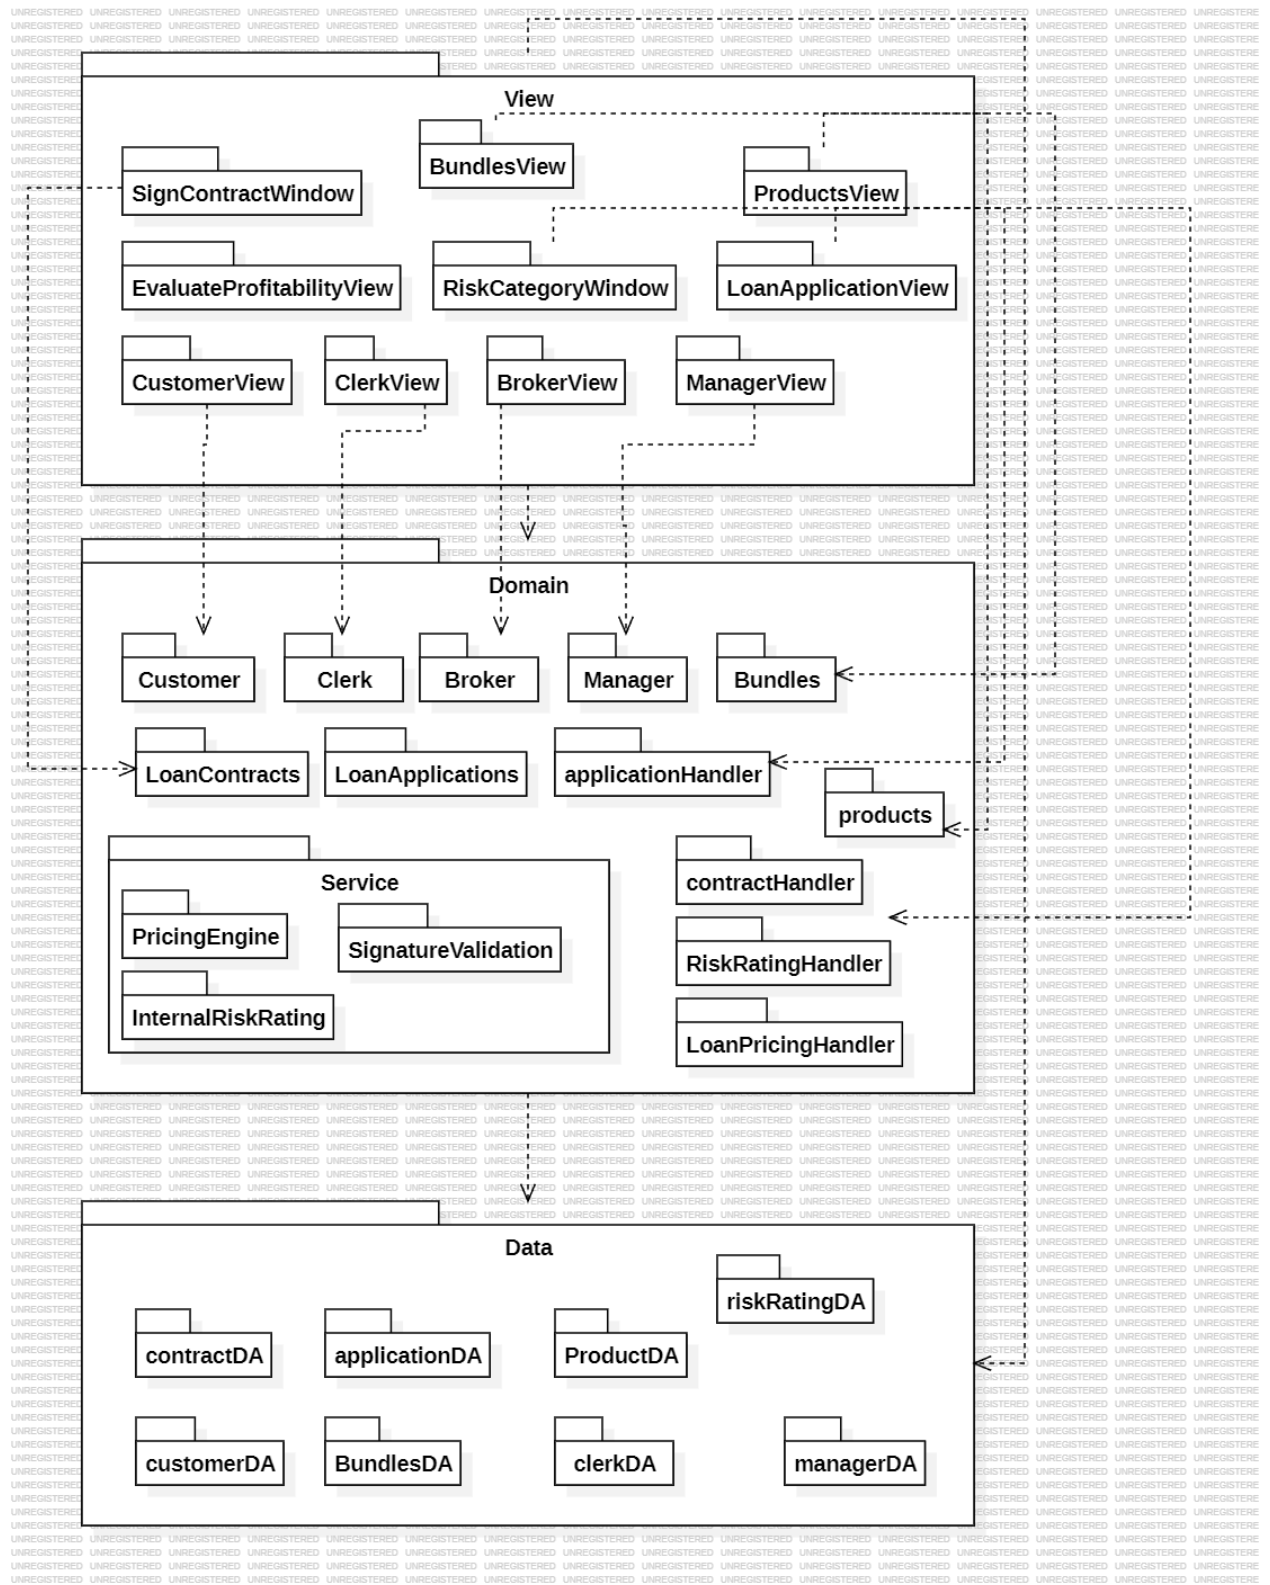 View
BundlesView
SignContractWindow
ProductsView
EvaluateProfitabilityView
RiskCategoryWindow
LoanApplicationView
CustomerView
ClerkView
BrokerView
ManagerView
Domain
Customer
Clerk
Broker
Manager
Bundles
LoanContracts
LoanApplications
applicationHandler
products
Service
contractHandler
PricingEngine
SignatureValidation
RiskRatingHandler
InternalRiskRating
LoanPricingHandler
Data
riskRatingDA
contractDA
applicationDA
ProductDA
customerDA
BundlesDA
clerkDA
managerDA
UNREGISTERED